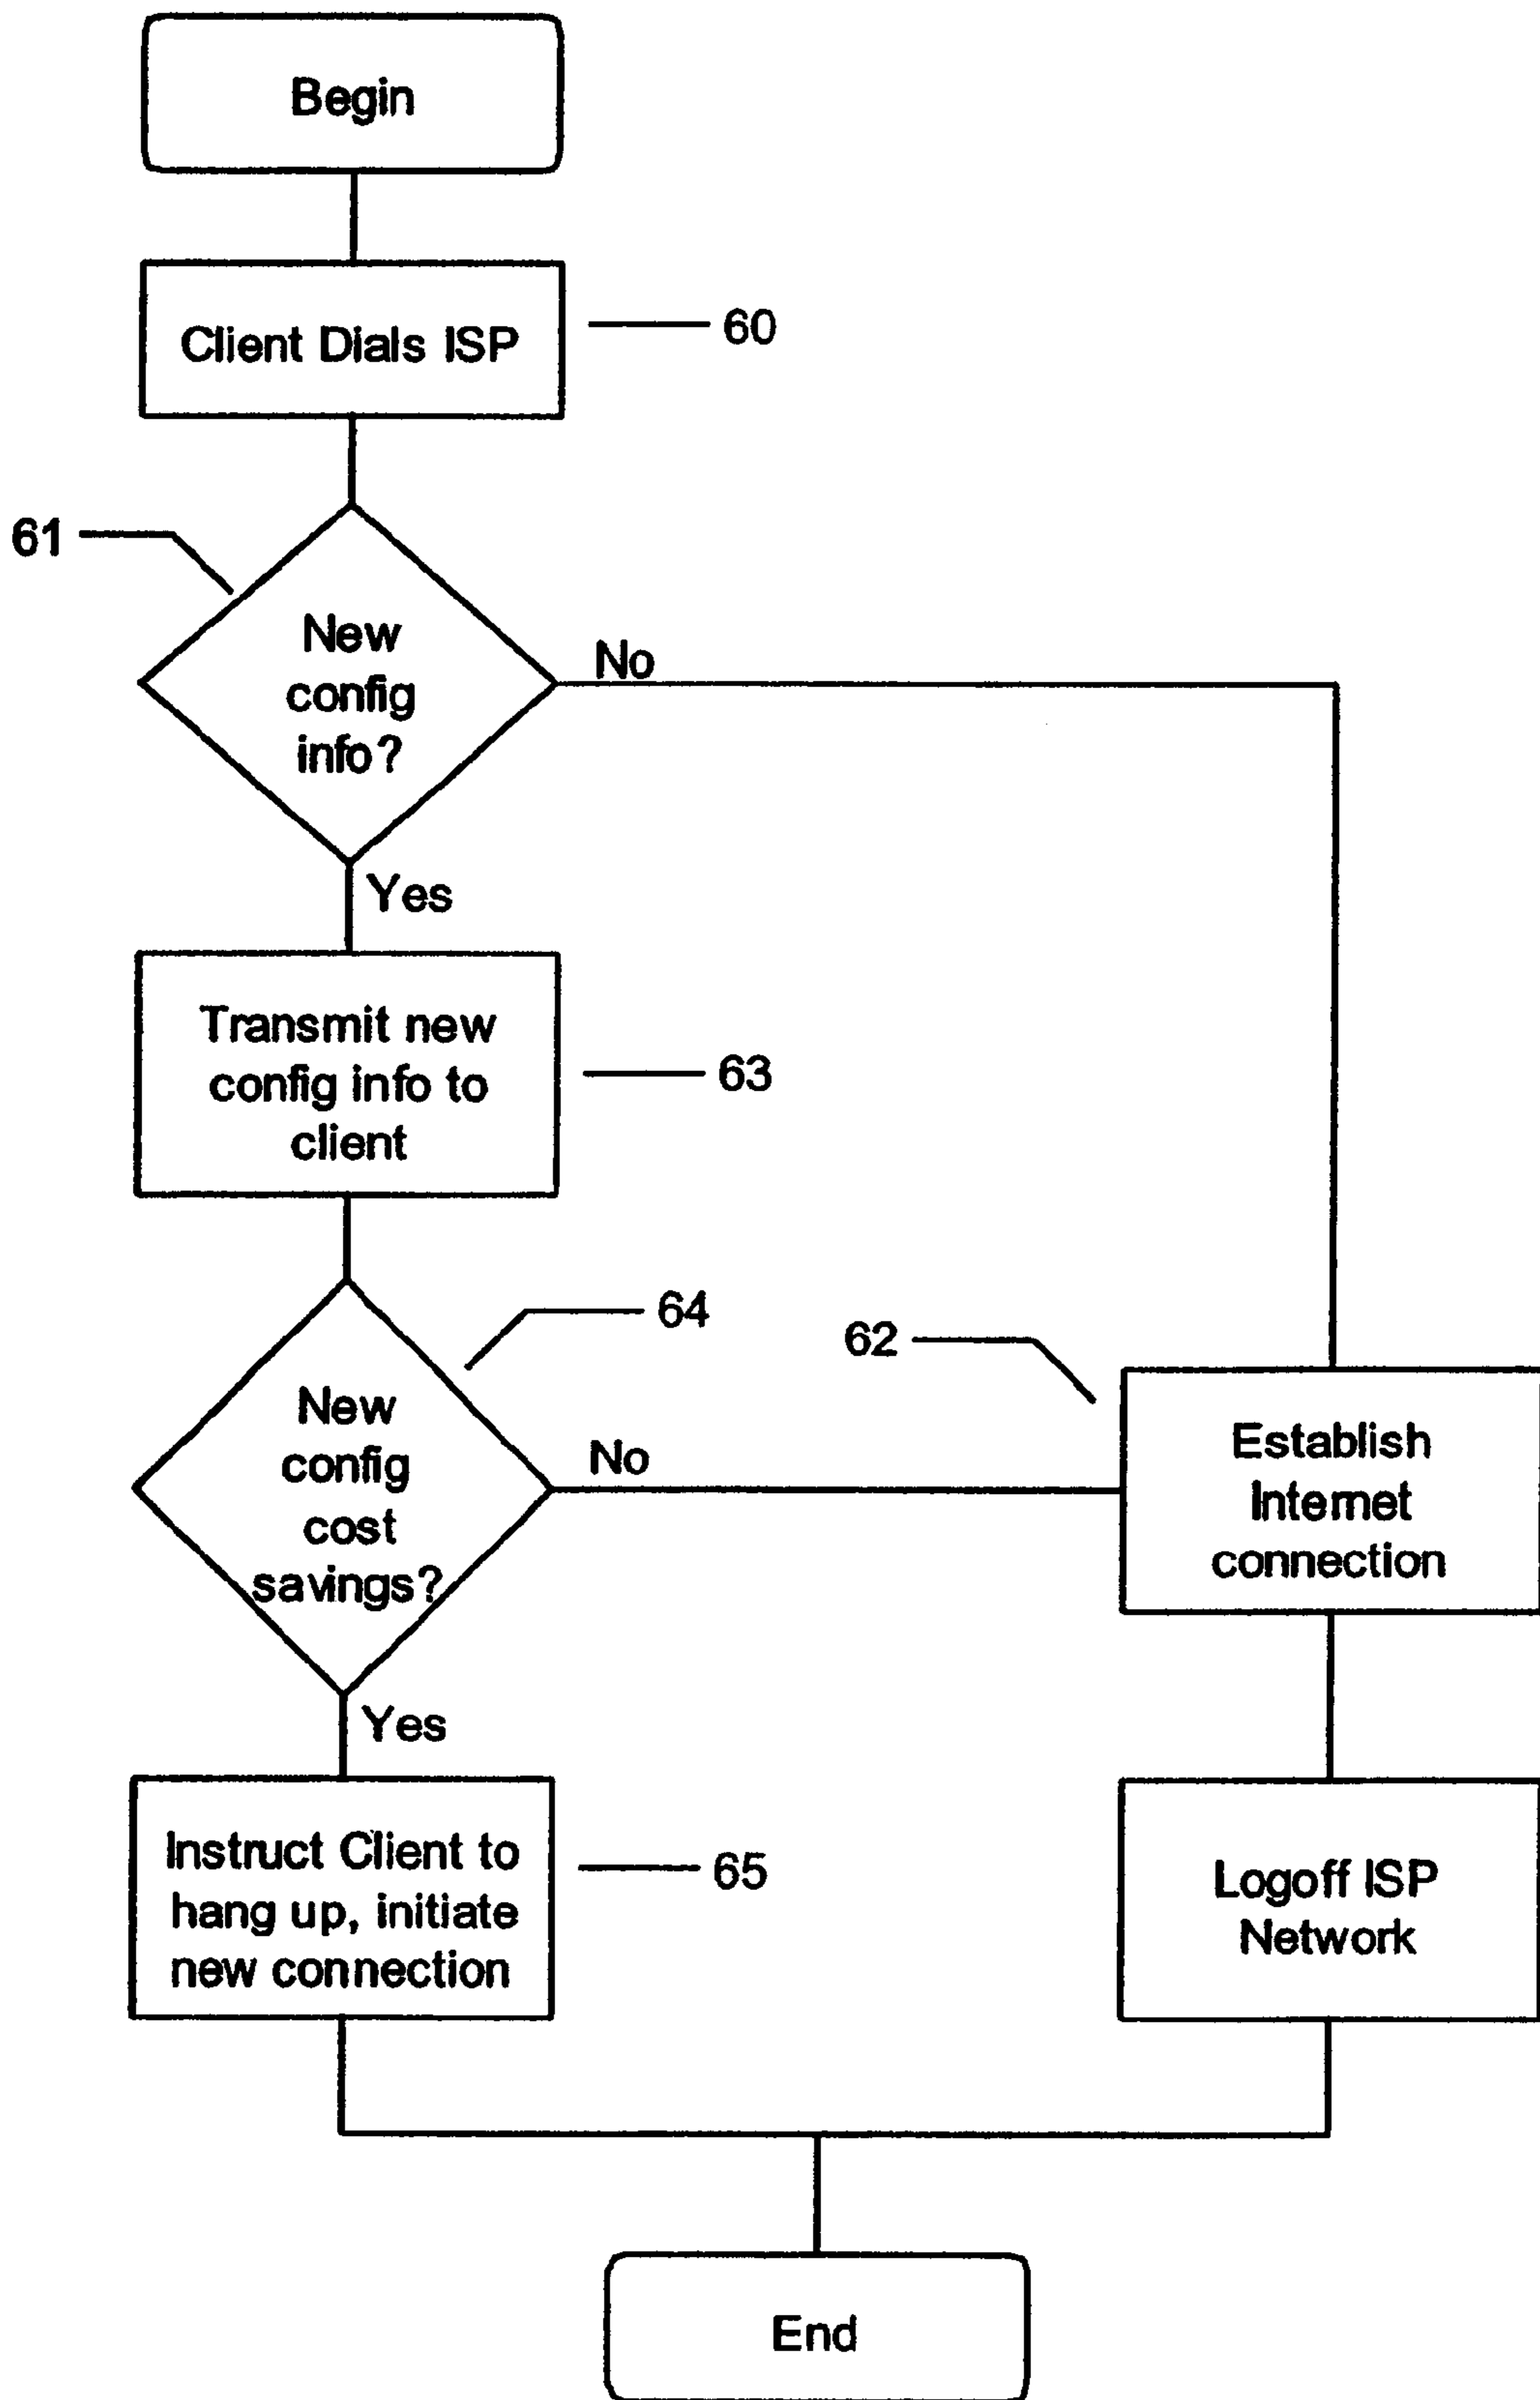 Begin
Client Dials ISP
60
61
New
config
info?
No
Yes
Transmit new
config info to
client
63
64
New
config
cost
savings?
No
62
Establish
Internet
connection
Yes
Instruct Client to
hang up, initiate
new connection
65
Logoff ISP
Network
End